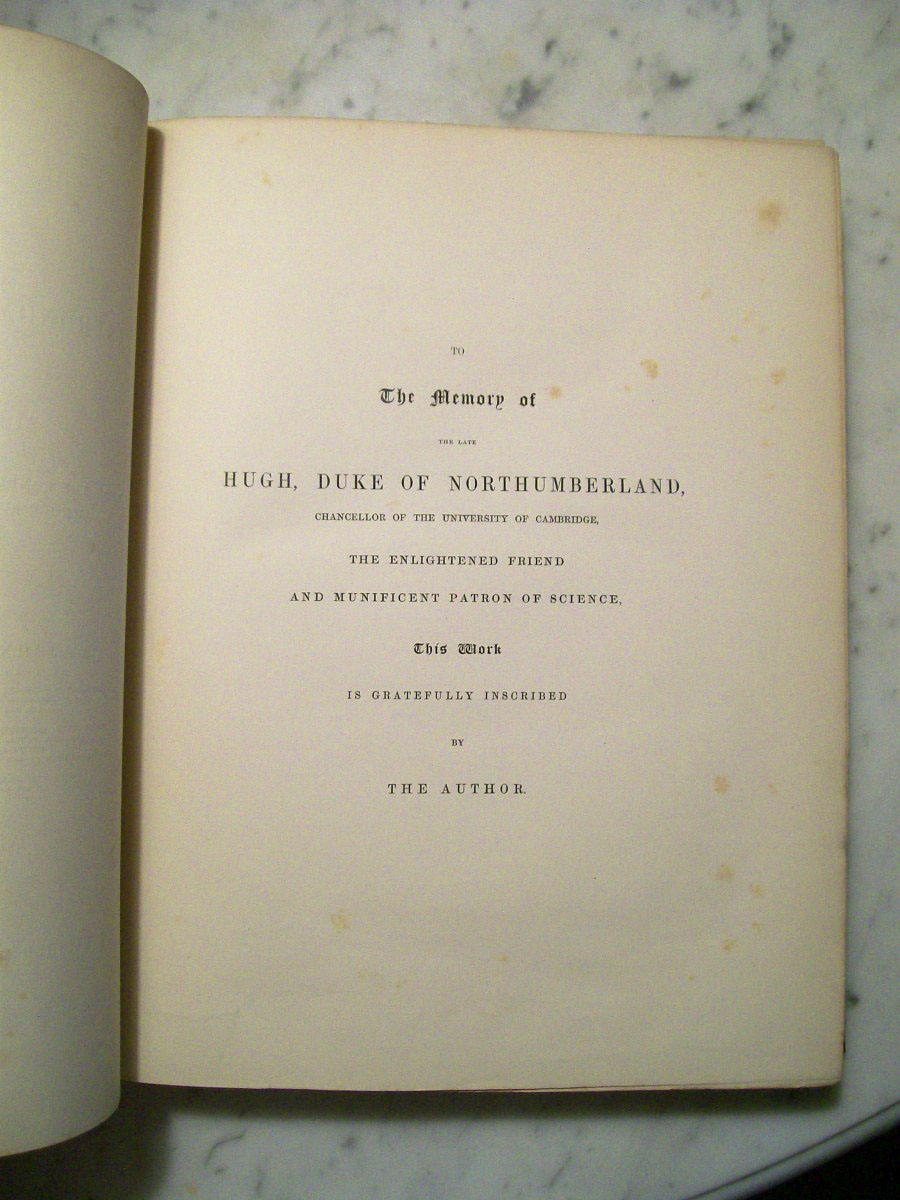 TO
The Memory of
THE LATE
HUGH, DUKE OF NORTHUMBERLAND,
CHANCELLOR OF THE UNIVERSITY OF CAMBRIDGE,
THE ENLIGHTENED FRIEND
AND MUNIFICENT PATRON OF SCIENCE,
This Work
IS GRATEFULLY INSCRIBED
BY
THE AUTHOR.